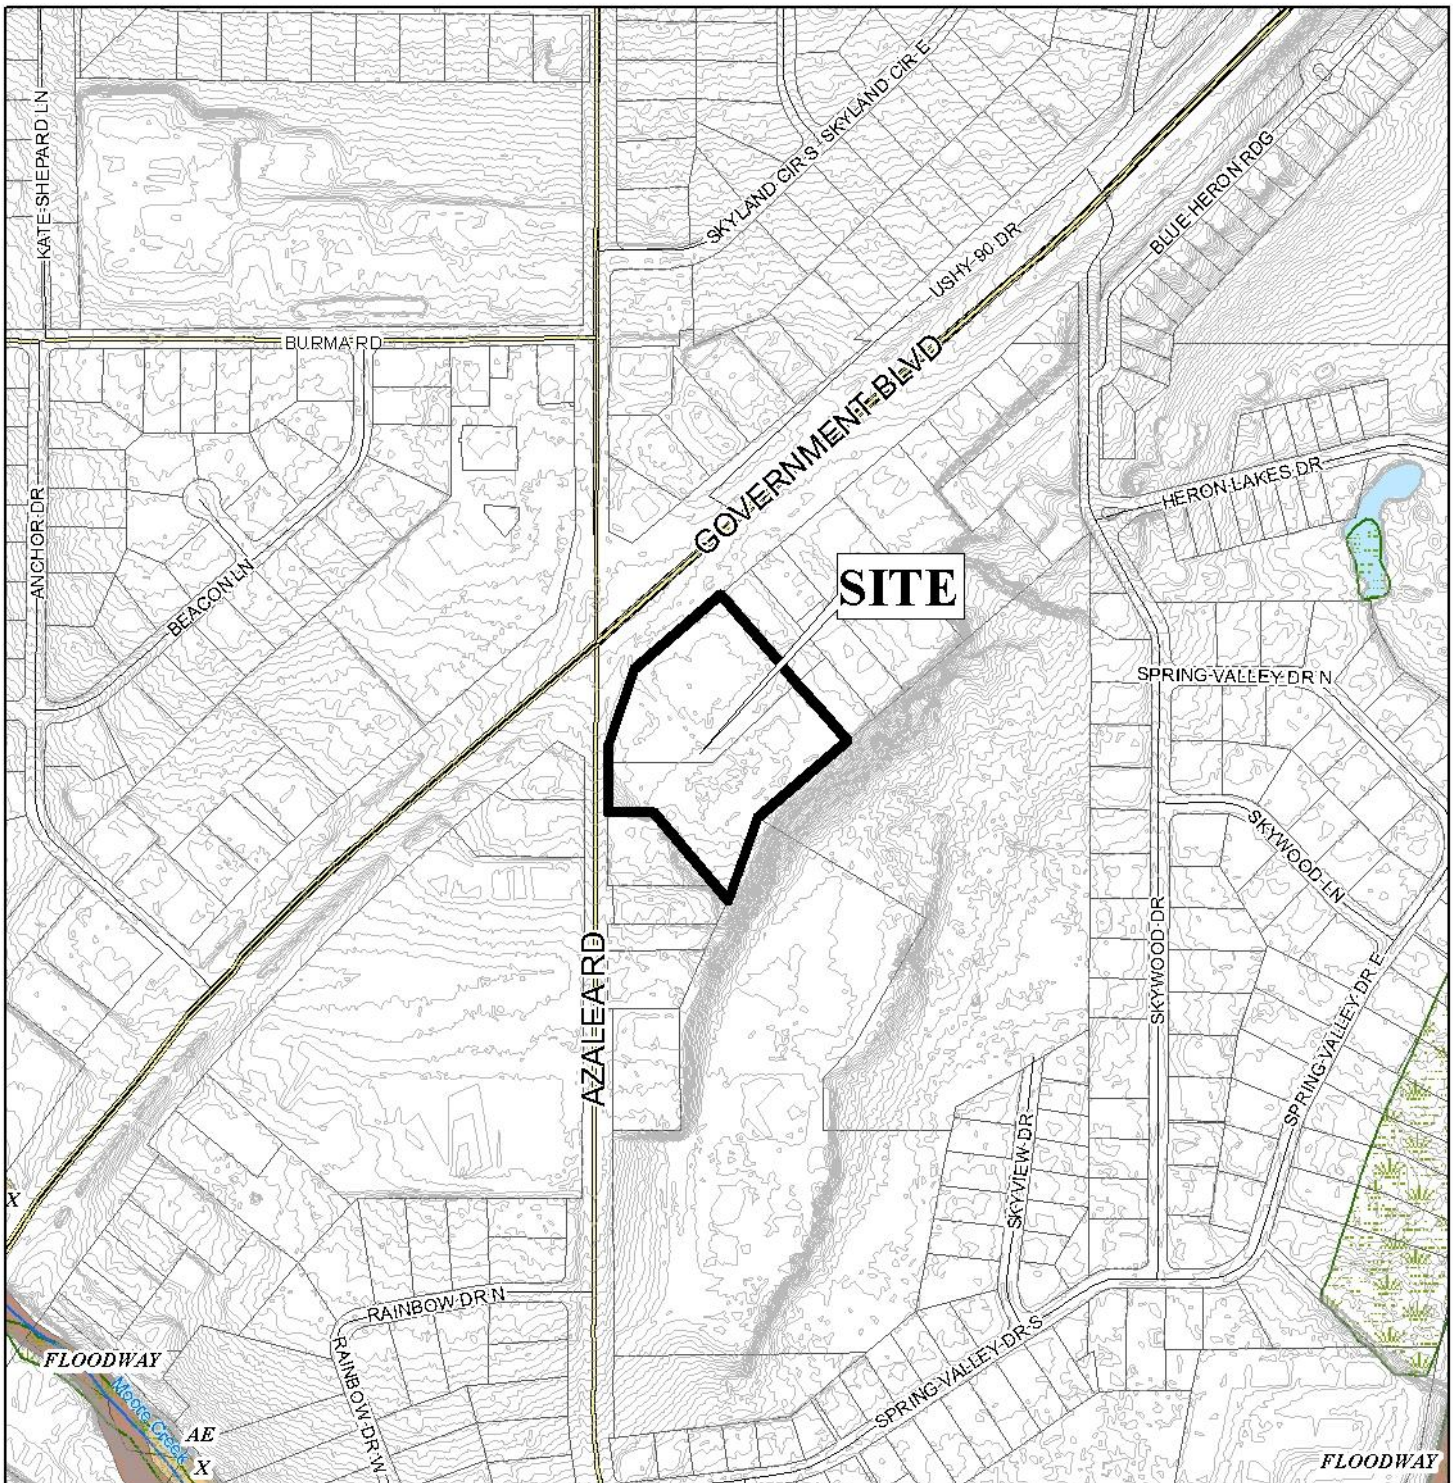 KATE SHEPARD LN
SKYLAND CIR S
SKYLAND CIR E
USHY 90 DR
BLUE HERON RDG
BURMA RD
GOVERNMENT BLVD
ANCHOR DR
BEACON LN
HERON LAKES DR
SITE
SPRING VALLEY DR N
SKYWOOD LN
SKYWOOD DR
AZALEA RD
SPRING VALLEY DR E
SKYVIEW DR
X
RAINBOW DR N
RAINBOW DR W
SPRING VALLEY DR S
FLOODWAY
Moore Creek
AE
X
FLOODWAY